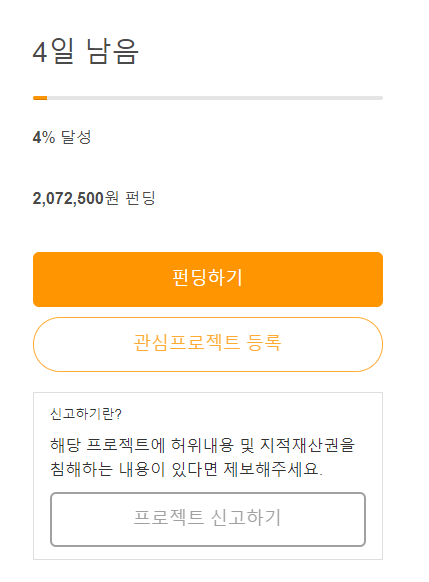 4일 남음
4% 달성
2,072,500원 펀딩
펀딩하기
관심프로젝트 등록
신고하기란?
해당 프로젝트에 허위내용 및 지적재산권을
침해하는 내용이 있다면 제보해주세요.
프로젝트 신고하기